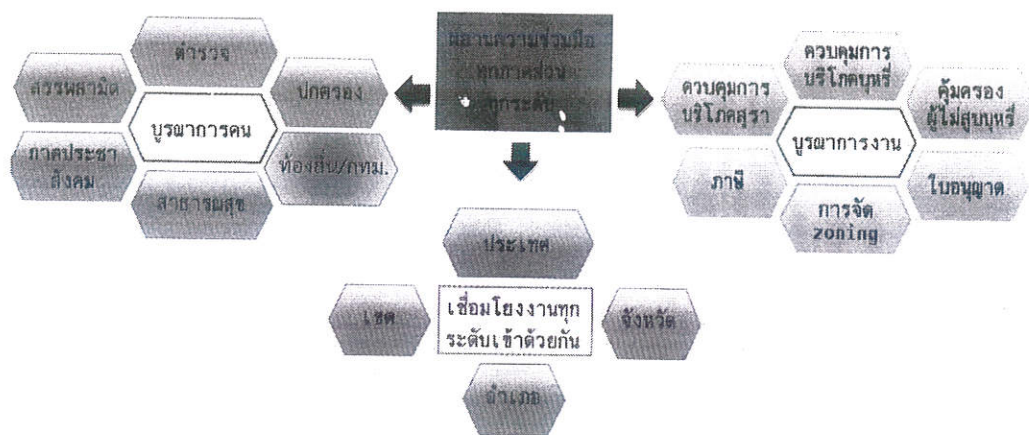 ผสานความร่วมมือ
ทุกภาคส่วน
ทุกระดับ
ตำรวจ
สรรพสามิต
ปกครอง
บูรณาการคน
ภาคประชา
สังคม
ท้องถิ่น/กทม.
สาธารณสุข
ควบคุมการ
บริโภคบุหรี่
ควบคุมการ
บริโภคสุรา
คุ้มครอง
ผู้ไม่สูบบุหรี่
บูรณาการงาน
ภาษี
ใบอนุญาต
การจัด
zoning
ประเทศ
เขต
เชื่อมโยงงานทุก
ระดับเข้าด้วยกัน
จังหวัด
อำเภอ